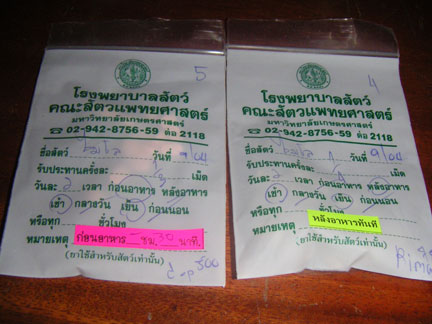 5
โรงพยาบาลสัตว์
คณะสัตวแพทยศาสตร์
มหาวิทยาลัยเกษตรศาสตร์
☎ 02-942-8756-59 ต่อ 2118
ชื่อสัตว์ วันที่ 9/04
รับประทานครั้งละ เม็ด
วันละ 2 เวลา ก่อนอาหาร หลังอาหาร
เช้า กลางวัน เย็น ก่อนนอน
หรือทุก ชั่วโมง
หมายเหตุ ก่อนอาหาร ชม 30 นาที.
(ยาใช้สำหรับสัตว์เท่านั้น)
500
4
โรงพยาบาลสัตว์
คณะสัตวแพทยศาสตร์
มหาวิทยาลัยเกษตรศาสตร์
☎ 02-942-8756-59 ต่อ 2118
ชื่อสัตว์ วันที่ 9/04
รับประทานครั้งละ 1 เม็ด
วันละ 2 เวลา ก่อนอาหาร หลังอาหาร
เช้า กลางวัน เย็น ก่อนนอน
หรือทุก ชั่วโมง
หมายเหตุ หลังอาหารทันที
(ยาใช้สำหรับสัตว์เท่านั้น)